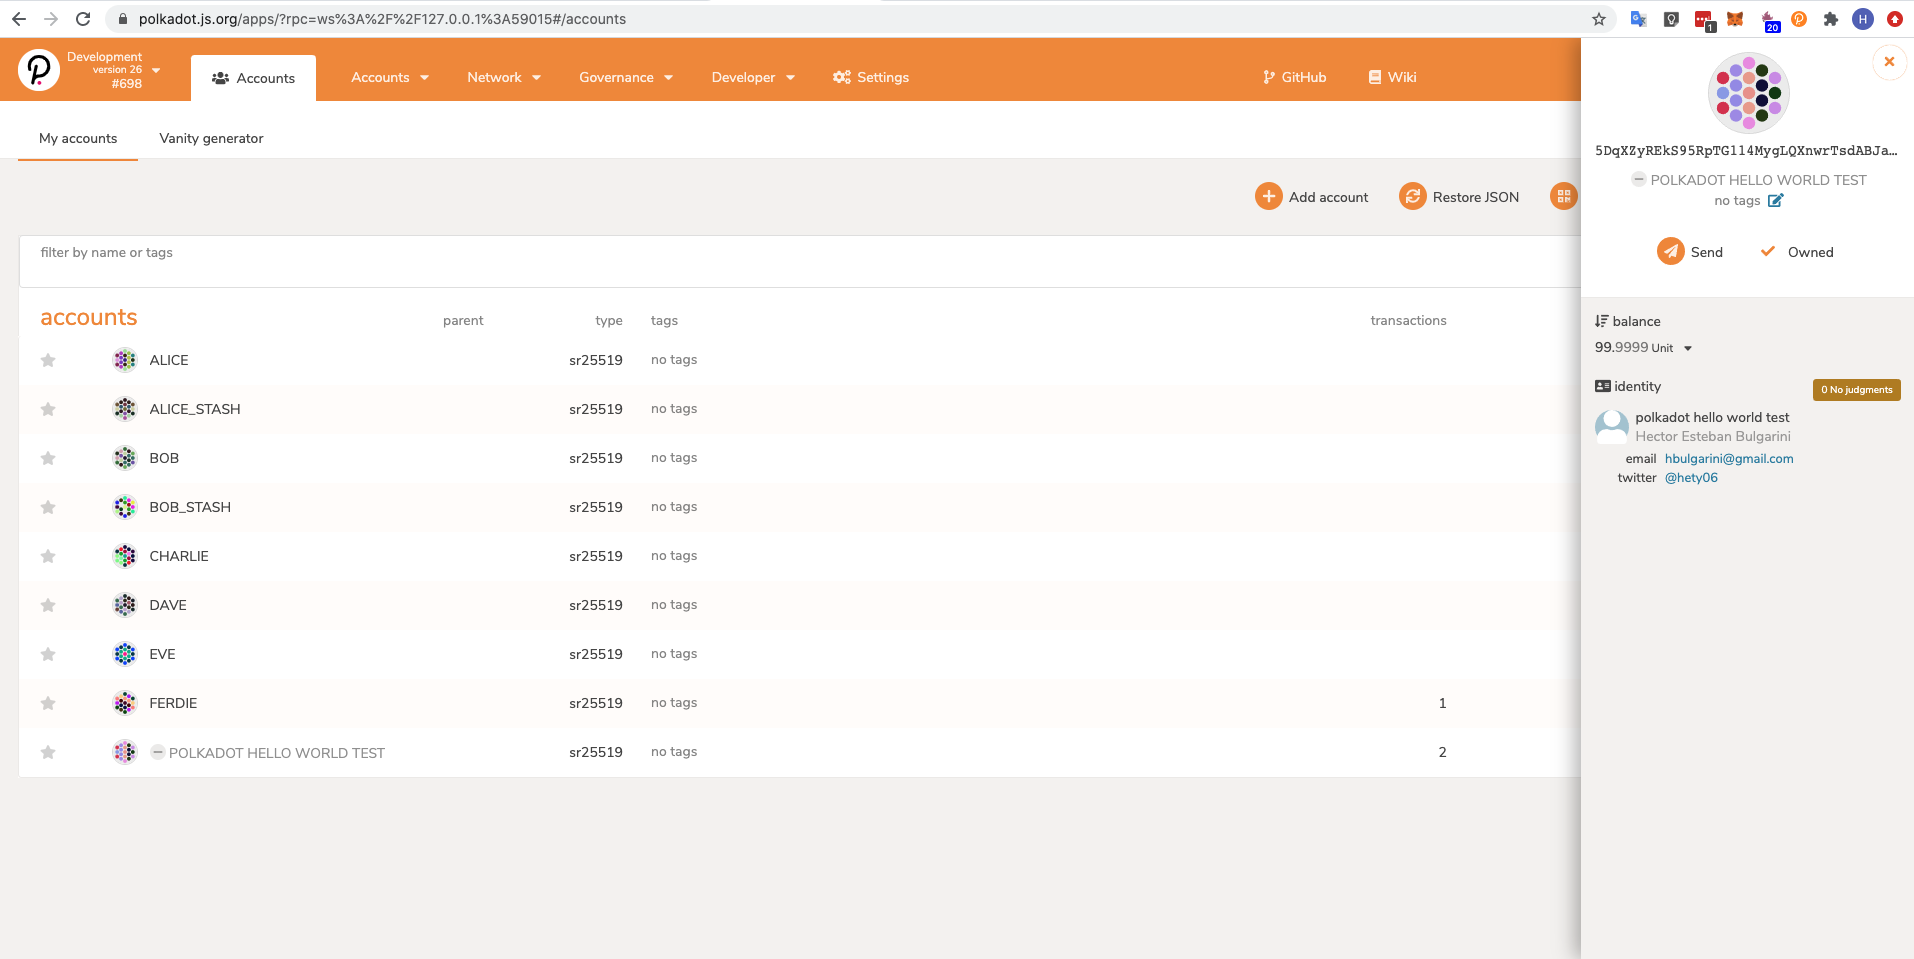 polkadot.js.org/apps/?rpc=ws%3A%2F%2F127.0.0.1%3A59015#/accounts
1
20
H
Development
version 26
#698
Accounts
Accounts
Network
Governance
Developer
Settings
GitHub
Wiki
My accounts
Vanity generator
Add account
Restore JSON
filter by name or tags
accounts parent type tags transactions
ALICE sr25519 no tags
ALICE_STASH sr25519 no tags
BOB sr25519 no tags
BOB_STASH sr25519 no tags
CHARLIE sr25519 no tags
DAVE sr25519 no tags
EVE sr25519 no tags
FERDIE sr25519 no tags 1
POLKADOT HELLO WORLD TEST sr25519 no tags 2
5DqXZyREkS95RpTG114MygLQXnwrTsdABJa…
POLKADOT HELLO WORLD TEST
no tags
Send
Owned
balance
99.9999 Unit
identity
0 No judgments
polkadot hello world test
Hector Esteban Bulgarini
email hbulgarini@gmail.com
twitter @hety06